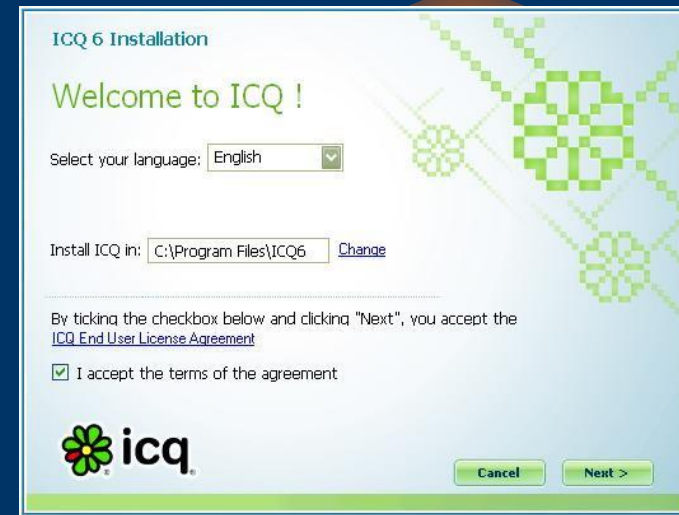 ICQ 6 Installation
Welcome to ICQ !
Select your language: English
Install ICQ in: C:\Program Files\ICQ6 Change
By ticking the checkbox below and clicking "Next", you accept the
ICQ End User License Agreement
I accept the terms of the agreement
icq
Cancel Next >